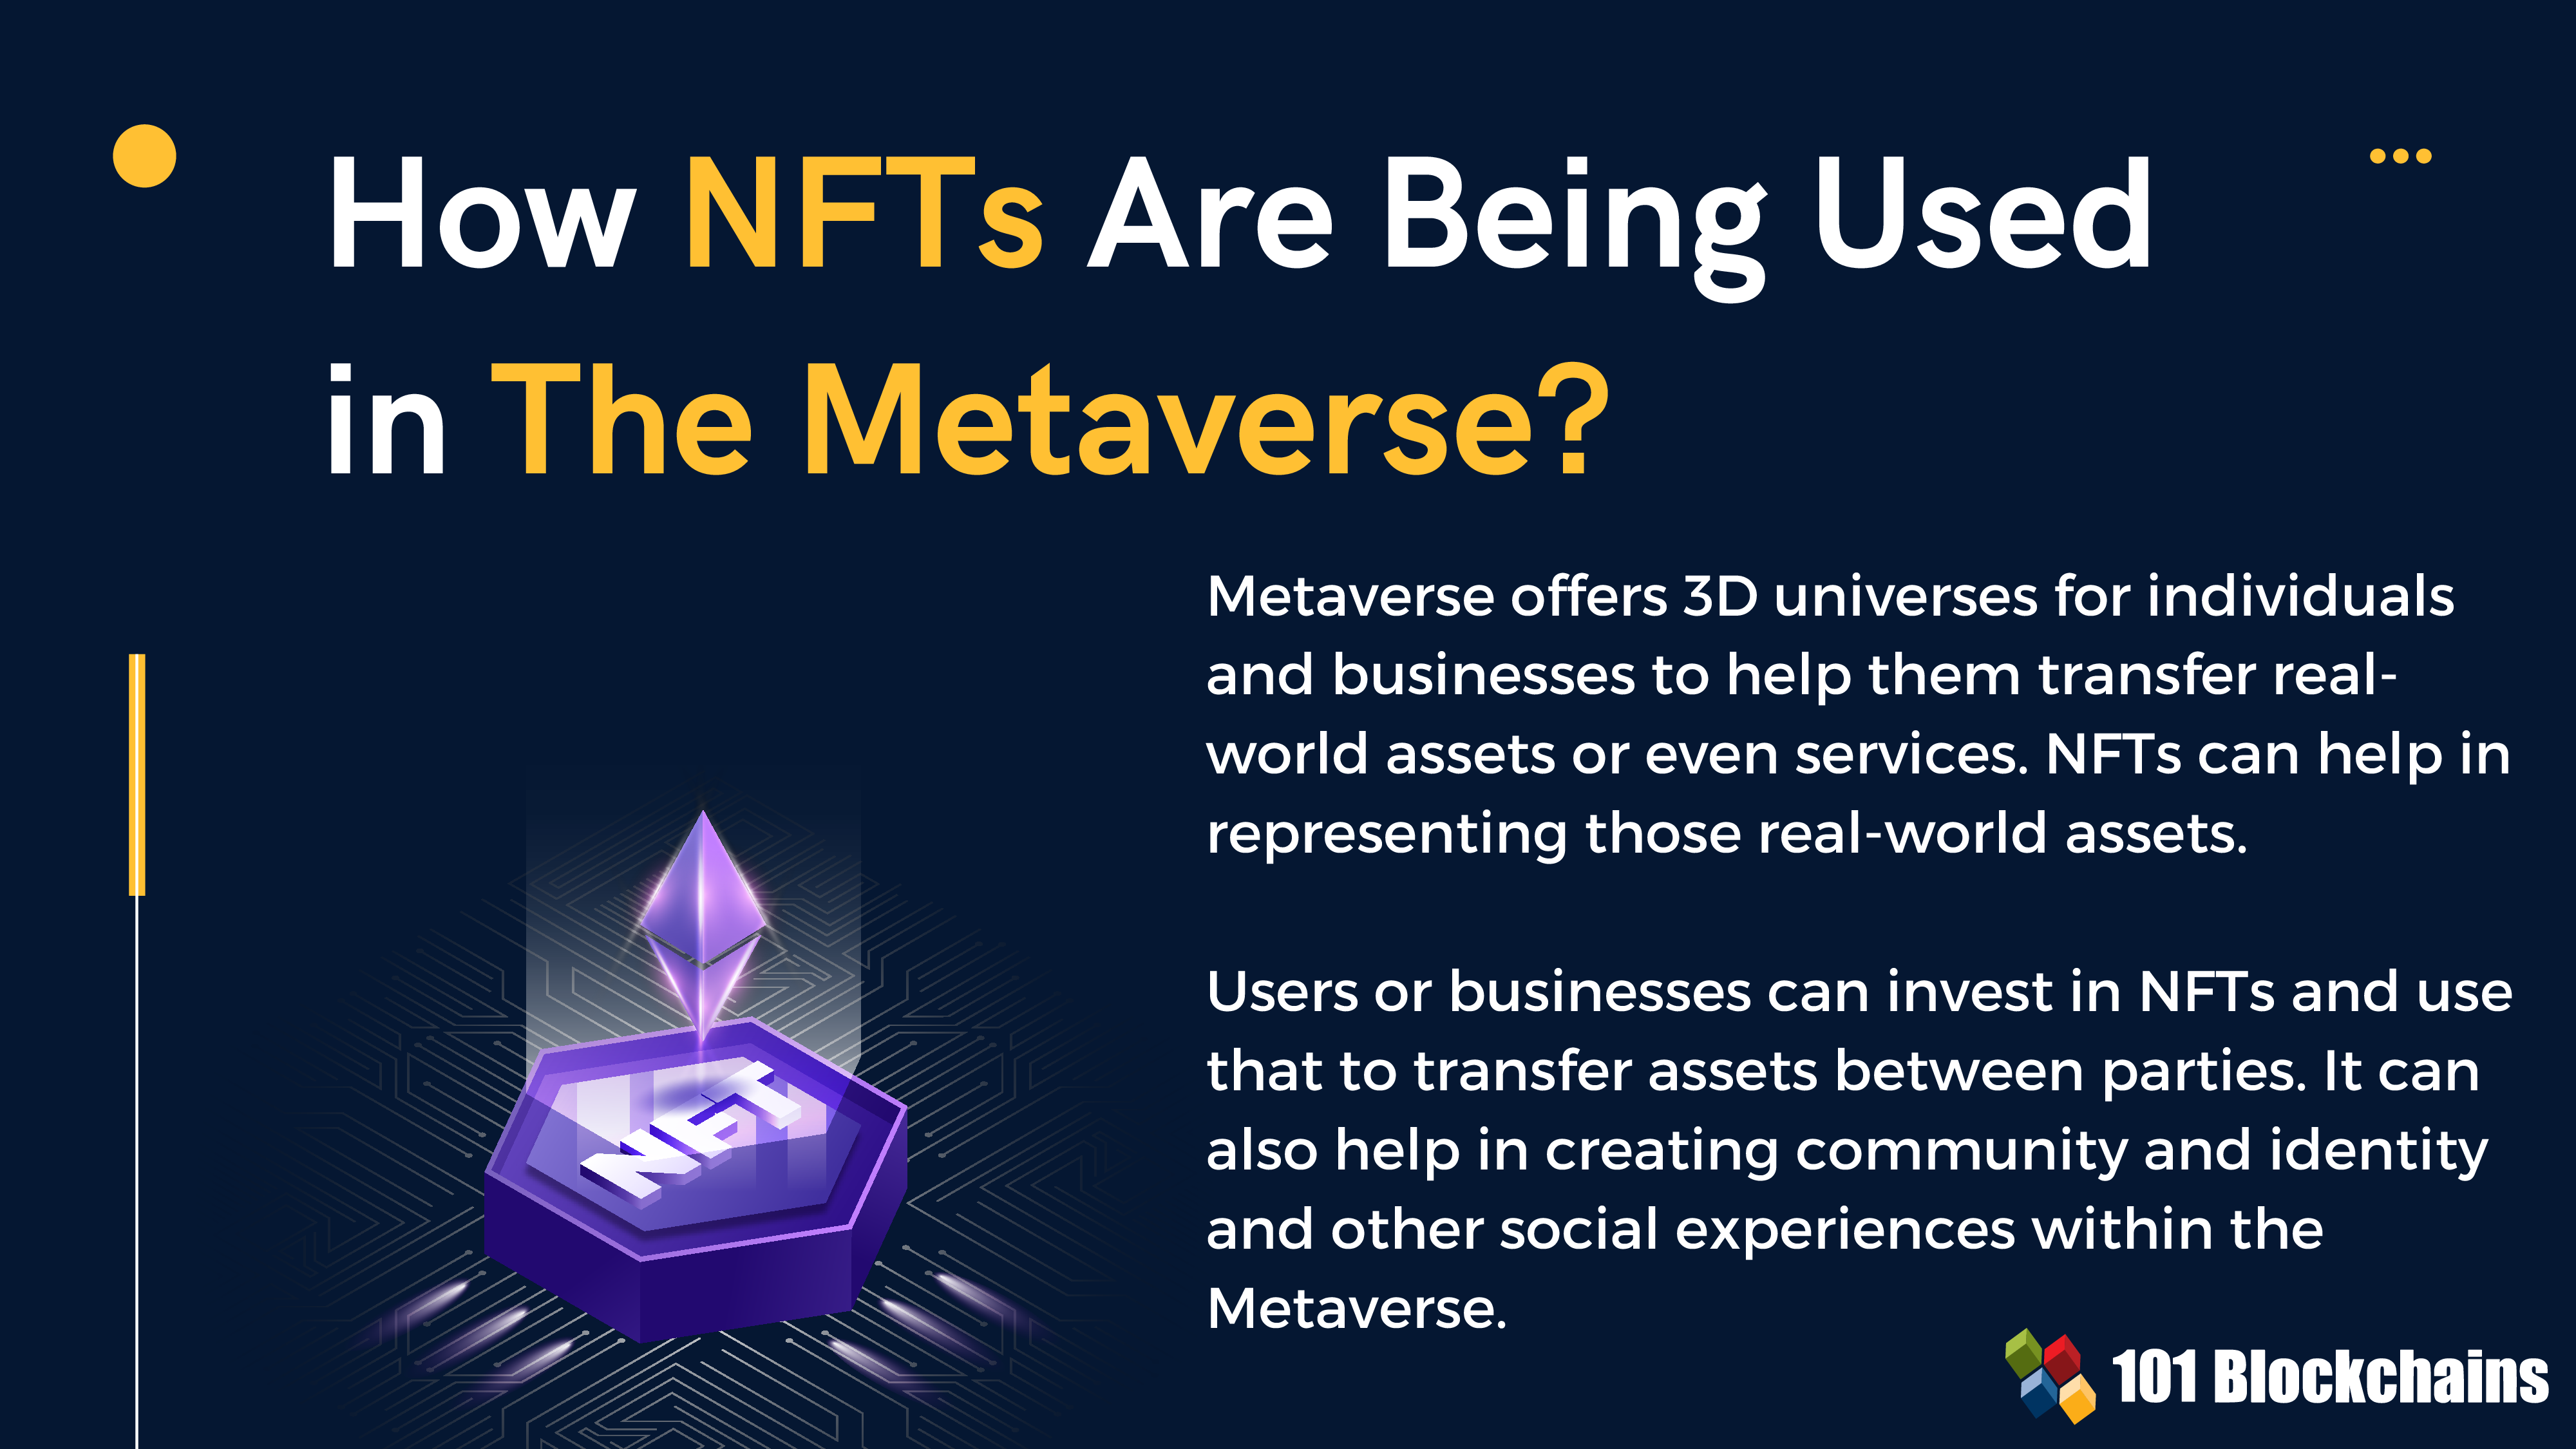 How NFTs Are Being Used
in The Metaverse?
Metaverse offers 3D universes for individuals
and businesses to help them transfer real-
world assets or even services. NFTs can help in
representing those real-world assets.
Users or businesses can invest in NFTs and use
that to transfer assets between parties. It can
also help in creating community and identity
and other social experiences within the
Metaverse.
NFT
101 Blockchains